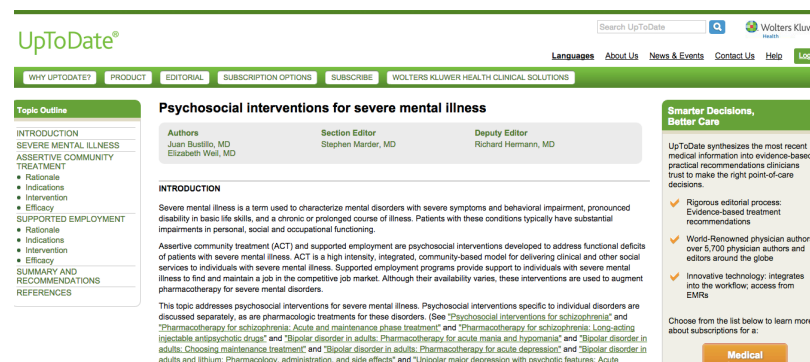 Search UpToDate
Wolters Kluw
Health
UpToDate®
Languages About Us News & Events Contact Us Help Log
WHY UPTODATE? PRODUCT EDITORIAL SUBSCRIPTION OPTIONS SUBSCRIBE WOLTERS KLUWER HEALTH CLINICAL SOLUTIONS
Topic Outline
INTRODUCTION
SEVERE MENTAL ILLNESS
ASSERTIVE COMMUNITY
TREATMENT
Rationale
Indications
Intervention
Efficacy
SUPPORTED EMPLOYMENT
Rationale
Indications
Intervention
Efficacy
SUMMARY AND
RECOMMENDATIONS
REFERENCES
Psychosocial interventions for severe mental illness
Authors
Juan Bustillo, MD
Elizabeth Weil, MD
Section Editor
Stephen Marder, MD
Deputy Editor
Richard Hermann, MD
INTRODUCTION
Severe mental illness is a term used to characterize mental disorders with severe symptoms and behavioral impairment, pronounced
disability in basic life skills, and a chronic or prolonged course of illness. Patients with these conditions typically have substantial
impairments in personal, social and occupational functioning.
Assertive community treatment (ACT) and supported employment are psychosocial interventions developed to address functional deficits
of patients with severe mental illness. ACT is a high intensity, integrated, community-based model for delivering clinical and other social
services to individuals with severe mental illness. Supported employment programs provide support to individuals with severe mental
illness to find and maintain a job in the competitive job market. Although their availability varies, these interventions are used to augment
pharmacotherapy for severe mental disorders.
This topic addresses psychosocial interventions for severe mental illness. Psychosocial interventions specific to individual disorders are
discussed separately, as are pharmacologic treatments for these disorders. (See "Psychosocial interventions for schizophrenia" and
"Pharmacotherapy for schizophrenia: Acute and maintenance phase treatment" and "Pharmacotherapy for schizophrenia: Long-acting
injectable antipsychotic drugs" and "Bipolar disorder in adults: Pharmacotherapy for acute mania and hypomania" and "Bipolar disorder in
adults: Choosing maintenance treatment" and "Bipolar disorder in adults: Pharmacotherapy for acute depression" and "Bipolar disorder in
adults and lithium: Pharmacology, administration, and side effects" and "Unipolar minor depression with psychotic features: Acute
Smarter Decisions,
Better Care
UpToDate synthesizes the most recent
medical information into evidence-based
practical recommendations clinicians
trust to make the right point-of-care
decisions.
Rigorous editorial process:
Evidence-based treatment
recommendations
World-Renowned physician author
over 5,700 physician authors and
editors around the globe
Innovative technology: integrates
into the workflow; access from
EMRs
Choose from the list below to learn more
about subscriptions for a:
Medical